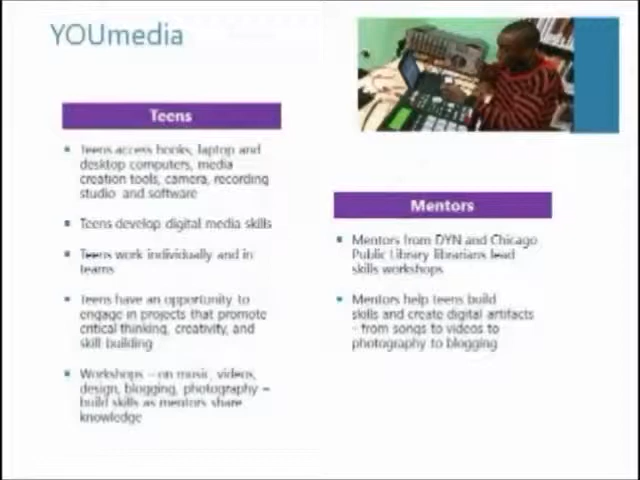 YOUmedia
Teens
Teens access books, laptop and
desktop computers, media
creation tools, camera, recording
studio and software
Teens develop digital media skills
Teens work individually and in
teams
Teens have an opportunity to
engage in projects that promote
critical thinking, creativity, and
skill building
Workshops – on music, videos,
design, blogging, photography –
build skills as mentors share
knowledge
Mentors
Mentors from DYN and Chicago
Public Library librarians lead
skills workshops
Mentors help teens build
skills and create digital artifacts
- from songs to videos to
photography to blogging